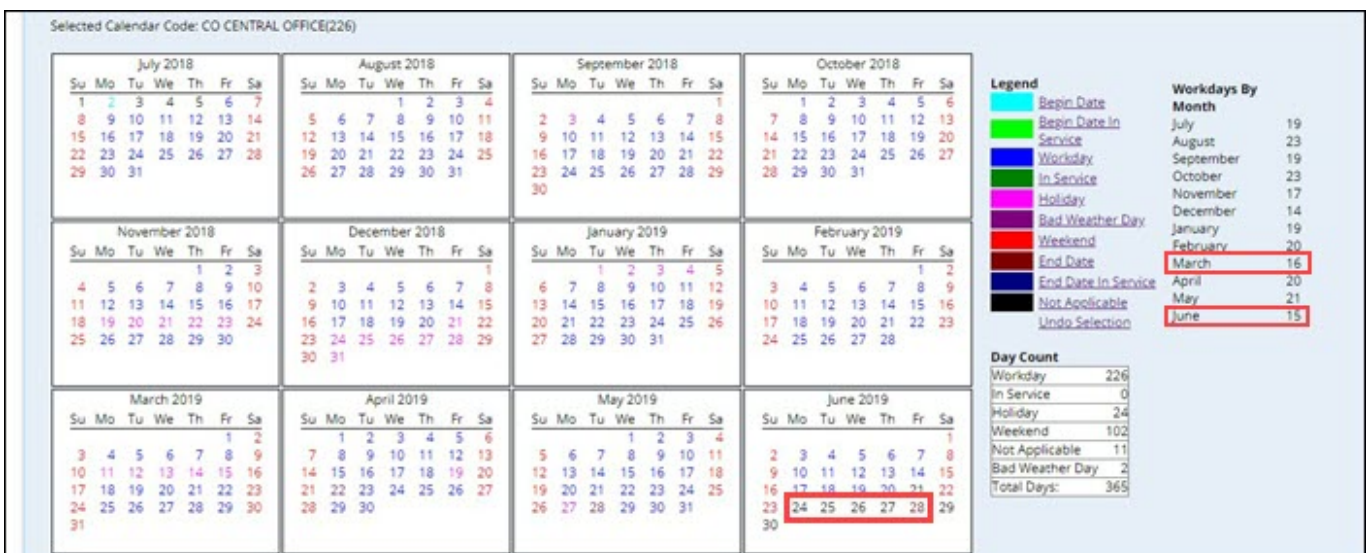 Selected Calendar Code: CO CENTRAL OFFICE(226)
July 2018
Su Mo Tu We Th Fr Sa
1 2 3 4 5 6 7
8 9 10 11 12 13 14
15 16 17 18 19 20 21
22 23 24 25 26 27 28
29 30 31
August 2018
Su Mo Tu We Th Fr Sa
1 2 3 4
5 6 7 8 9 10 11
12 13 14 15 16 17 18
19 20 21 22 23 24 25
26 27 28 29 30 31
September 2018
Su Mo Tu We Th Fr Sa
1
2 3 4 5 6 7 8
9 10 11 12 13 14 15
16 17 18 19 20 21 22
23 24 25 26 27 28 29
30
October 2018
Su Mo Tu We Th Fr Sa
1 2 3 4 5 6
7 8 9 10 11 12 13
14 15 16 17 18 19 20
21 22 23 24 25 26 27
28 29 30 31
November 2018
Su Mo Tu We Th Fr Sa
1 2 3
4 5 6 7 8 9 10
11 12 13 14 15 16 17
18 19 20 21 22 23 24
25 26 27 28 29 30
December 2018
Su Mo Tu We Th Fr Sa
1
2 3 4 5 6 7 8
9 10 11 12 13 14 15
16 17 18 19 20 21 22
23 24 25 26 27 28 29
30 31
January 2019
Su Mo Tu We Th Fr Sa
1 2 3 4 5
6 7 8 9 10 11 12
13 14 15 16 17 18 19
20 21 22 23 24 25 26
27 28 29 30 31
February 2019
Su Mo Tu We Th Fr Sa
1 2
3 4 5 6 7 8 9
10 11 12 13 14 15 16
17 18 19 20 21 22 23
24 25 26 27 28
March 2019
Su Mo Tu We Th Fr Sa
1 2
3 4 5 6 7 8 9
10 11 12 13 14 15 16
17 18 19 20 21 22 23
24 25 26 27 28 29 30
31
April 2019
Su Mo Tu We Th Fr Sa
1 2 3 4 5 6
7 8 9 10 11 12 13
14 15 16 17 18 19 20
21 22 23 24 25 26 27
28 29 30
May 2019
Su Mo Tu We Th Fr Sa
1 2 3 4
5 6 7 8 9 10 11
12 13 14 15 16 17 18
19 20 21 22 23 24 25
26 27 28 29 30 31
June 2019
Su Mo Tu We Th Fr Sa
1
2 3 4 5 6 7 8
9 10 11 12 13 14 15
16 17 18 19 20 21 22
23 24 25 26 27 28 29
30
Legend
Begin Date
Begin Date In
Service
Workday
In Service
Holiday
Bad Weather Day
Weekend
End Date
End Date In Service
Not Applicable
Undo Selection
Workdays By
Month
July 19
August 23
September 19
October 23
November 17
December 14
January 19
February 20
March 16
April 20
May 21
June 15
Day Count
Workday 226
In Service 0
Holiday 24
Weekend 102
Not Applicable 11
Bad Weather Day 2
Total Days: 365